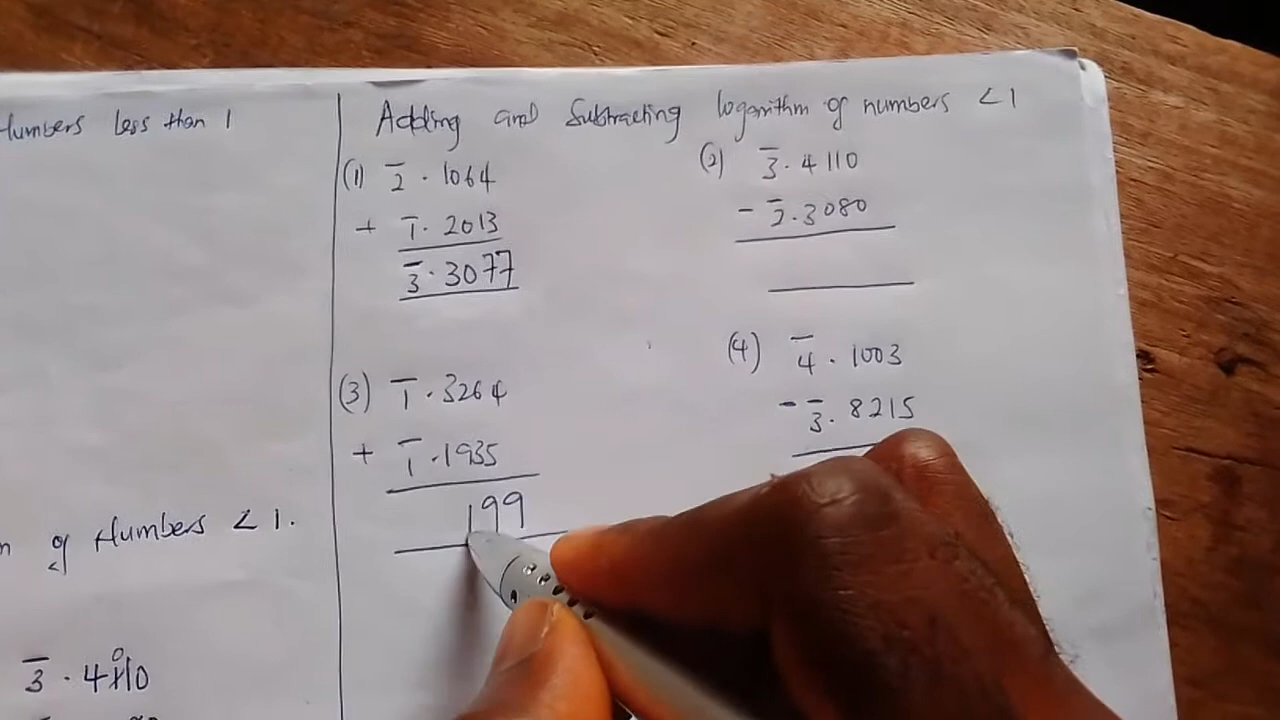 Numbers less than 1
of Numbers < 1.
3̄ . 4110
0
Adding and Subtracting logarithm of numbers < 1
(1) 2̄ . 1064
+ 1̄ . 2013
3̄ . 3077
(2) 3̄ . 4110
- 2̄ . 3080
(3) 1̄ . 3264
+ 1̄ . 1935
199
(4) 4̄ . 1003
- 3̄ . 8215